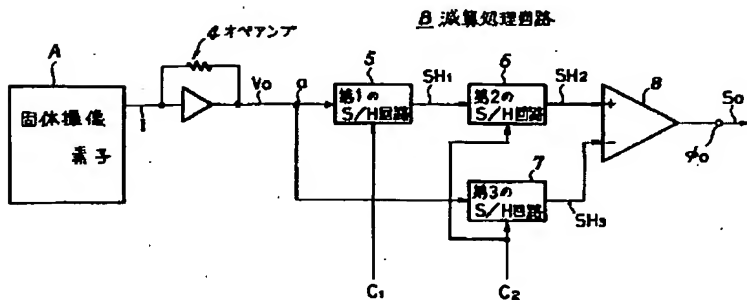 B 減算処理回路
4 オペアンプ
A
固体撮像
素子
1
Vo
a
5
第1の
S/H回路
SH1
6
第2の
S/H回路
SH2
7
第3の
S/H回路
SH3
8
+
−
So
φo
C1
C2